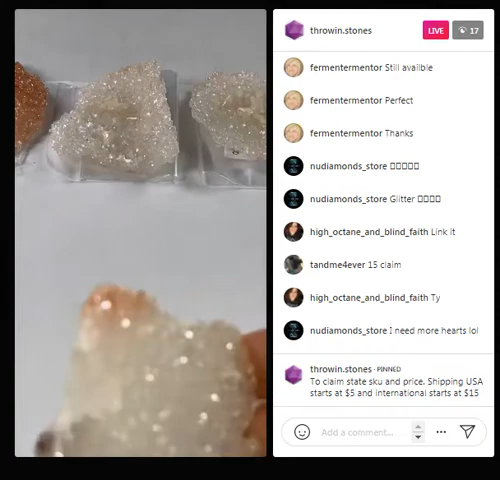 throwin.stones LIVE 17
fermentermentor Still availble
fermentermentor Perfect
fermentermentor Thanks
nudiamonds_store
nudiamonds_store Glitter
high_octane_and_blind_faith Link it
tandme4ever 15 claim
high_octane_and_blind_faith Ty
nudiamonds_store I need more hearts lol
throwin.stones · PINNED
To claim state sku and price. Shipping USA
starts at $5 and international starts at $15
Add a comment...